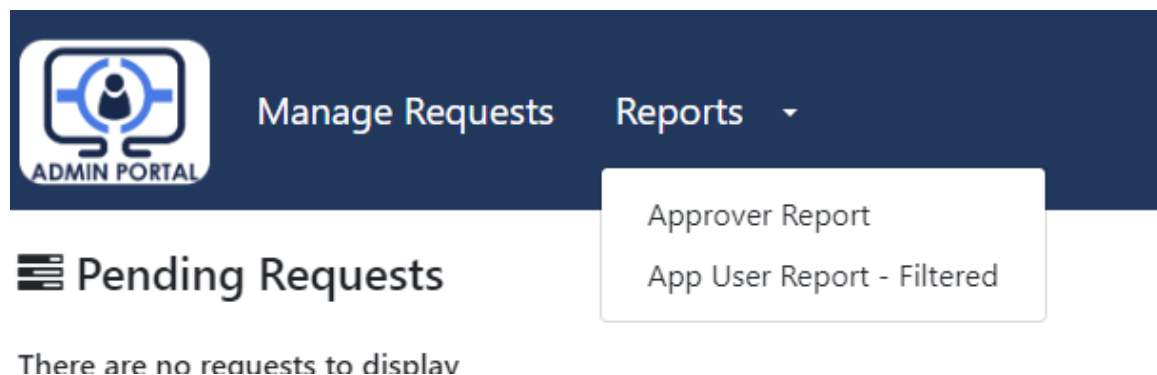 ADMIN PORTAL
Manage Requests
Reports
Approver Report
App User Report - Filtered
Pending Requests
There are no requests to display